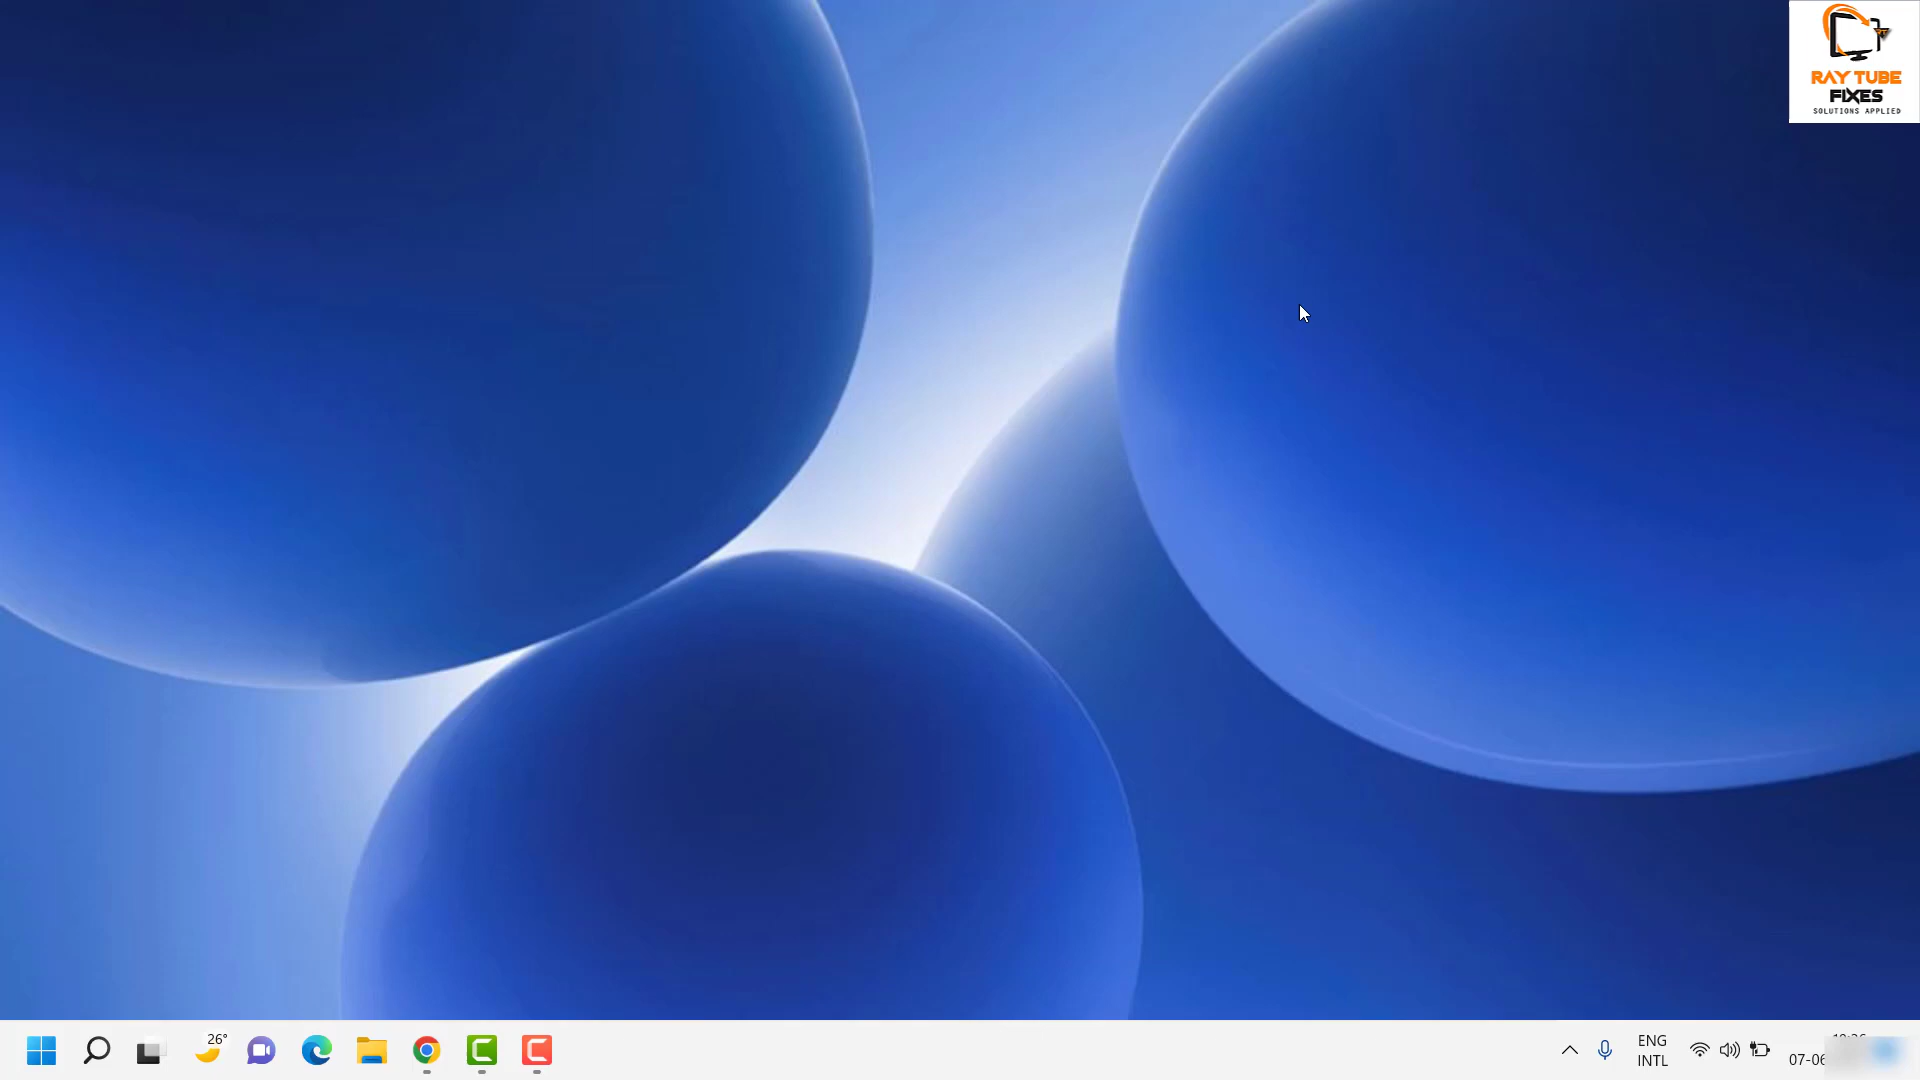 RAY TUBE
FIXES
SOLUTIONS APPLIED
26°
ENG
INTL
07-06